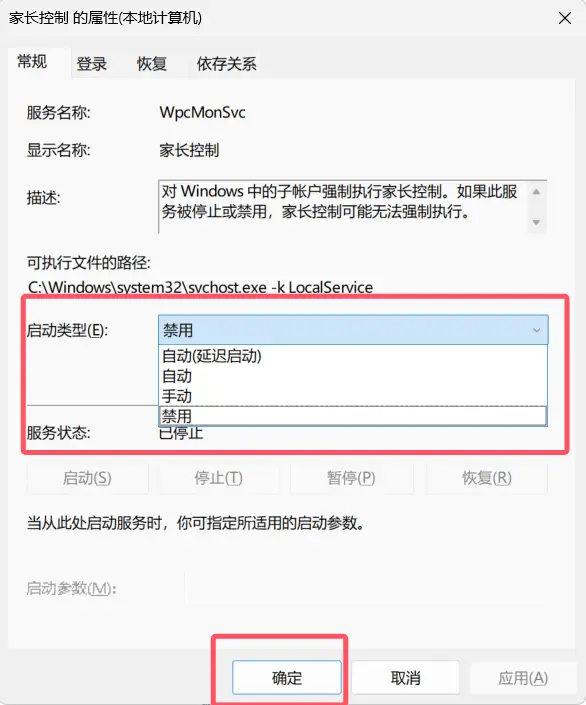 家长控制 的属性(本地计算机)
常规 登录 恢复 依存关系
服务名称: WpcMonSvc
显示名称: 家长控制
描述: 对 Windows 中的子帐户强制执行家长控制。如果此服
务被停止或禁用，家长控制可能无法强制执行。
可执行文件的路径:
C:\Windows\system32\svchost.exe -k LocalService
启动类型(E): 禁用
自动(延迟启动)
自动
手动
禁用
服务状态: 已停止
启动(S) 停止(T) 暂停(P) 恢复(R)
当从此处启动服务时，你可指定所适用的启动参数。
启动参数(M):
确定 取消 应用(A)